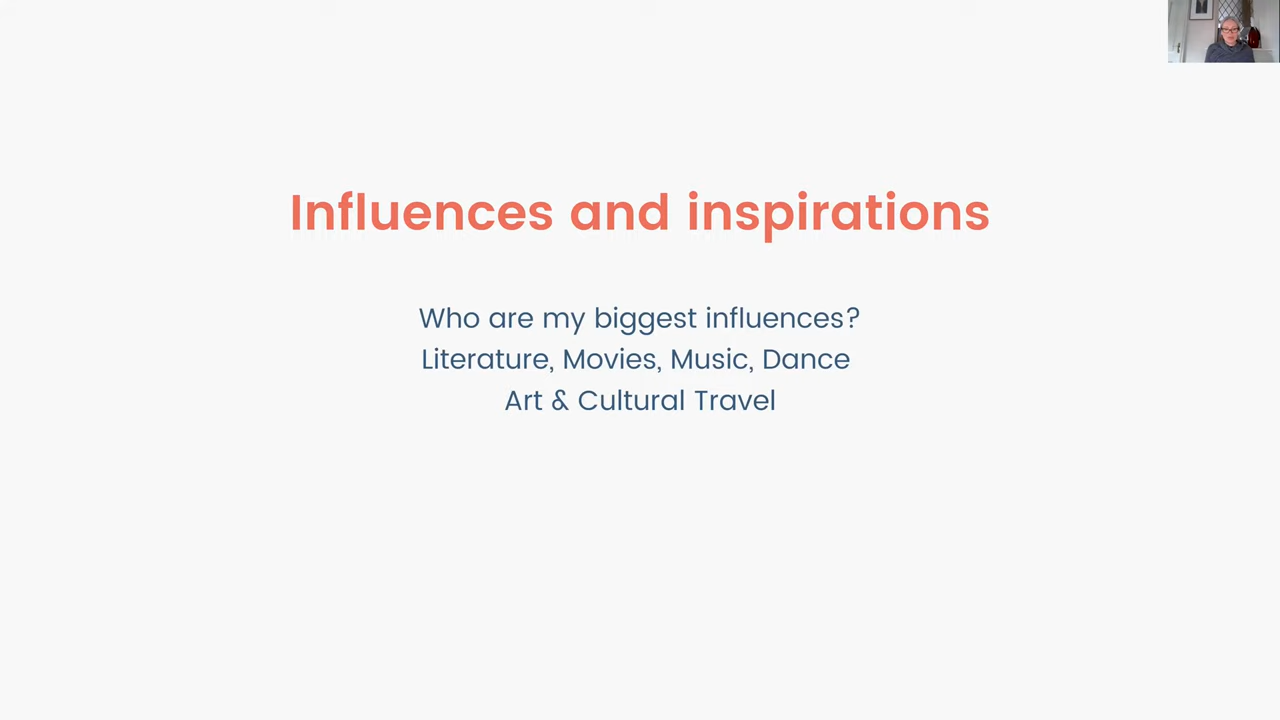 Influences and inspirations
Who are my biggest influences?
Literature, Movies, Music, Dance
Art & Cultural Travel